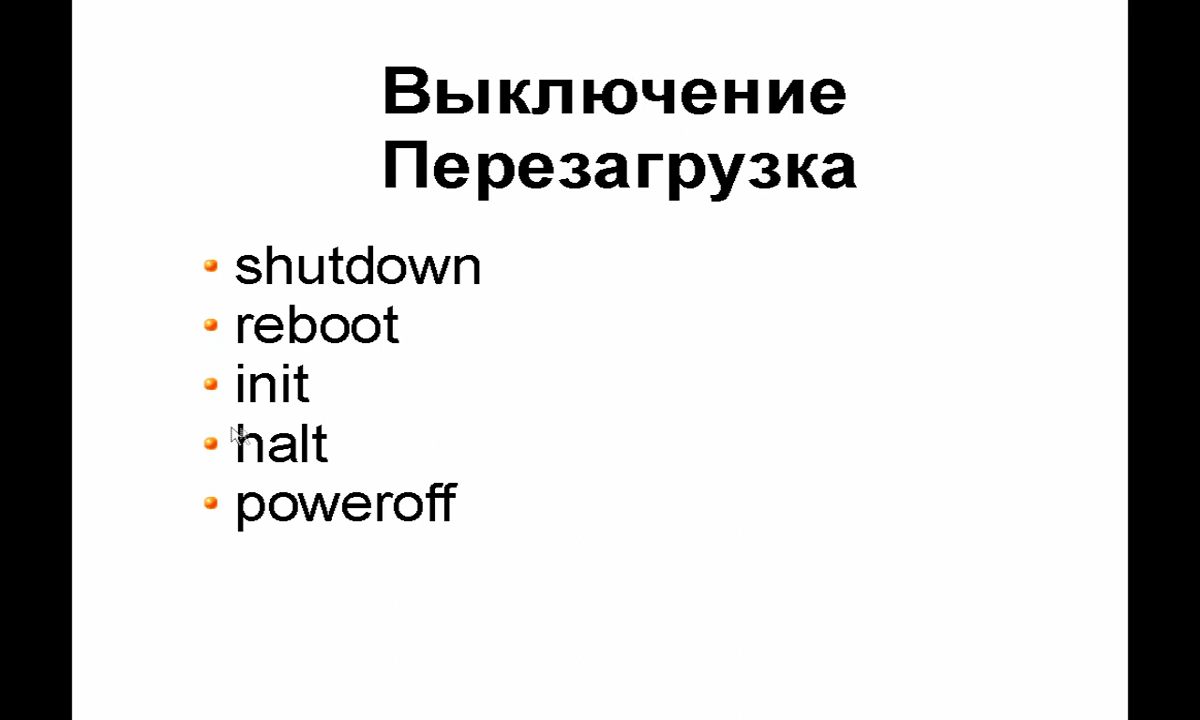 Выключение
Перезагрузка
shutdown
reboot
init
halt
poweroff